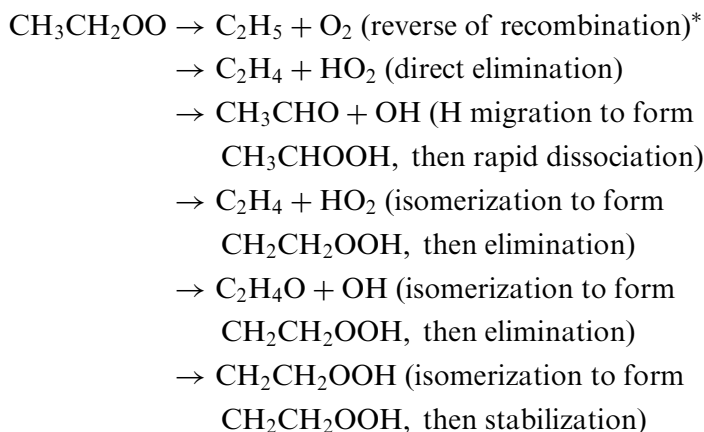 CH₃CH₂OO → C₂H₅ + O₂ (reverse of recombination)*
→ C₂H₄ + HO₂ (direct elimination)
→ CH₃CHO + OH (H migration to form
CH₃CHOOH, then rapid dissociation)
→ C₂H₄ + HO₂ (isomerization to form
CH₂CH₂OOH, then elimination)
→ C₂H₄O + OH (isomerization to form
CH₂CH₂OOH, then elimination)
→ CH₂CH₂OOH (isomerization to form
CH₂CH₂OOH, then stabilization)